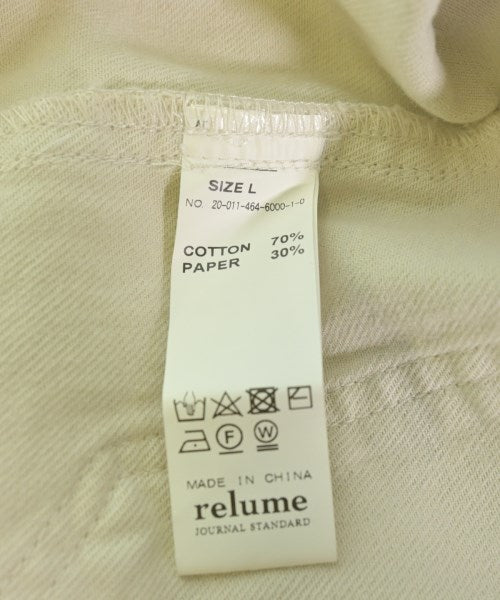 SIZE L
NO 20-011-464-6000-1-0
COTTON 70%
PAPER 30%
F W
MADE IN CHINA
relume
JOURNAL STANDARD